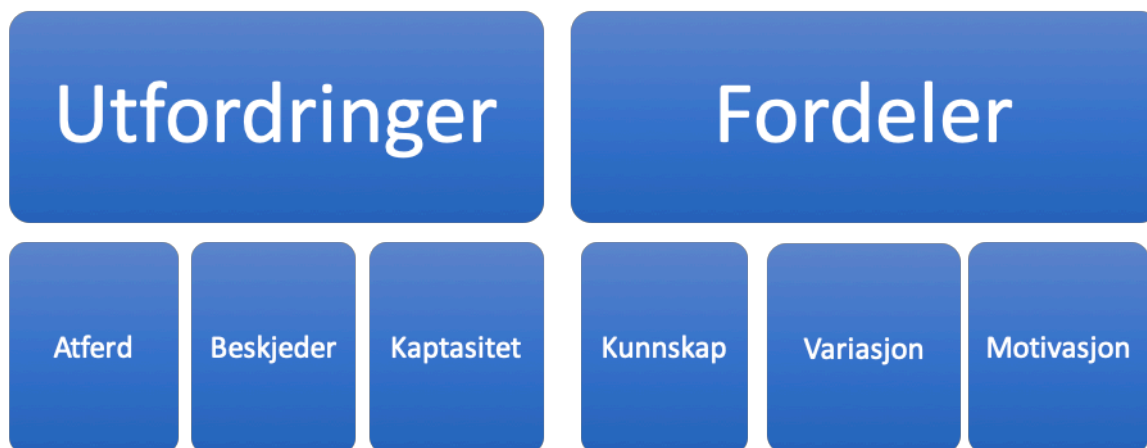 Utfordringer
Fordeler
Atferd
Beskjeder
Kaptasitet
Kunnskap
Variasjon
Motivasjon